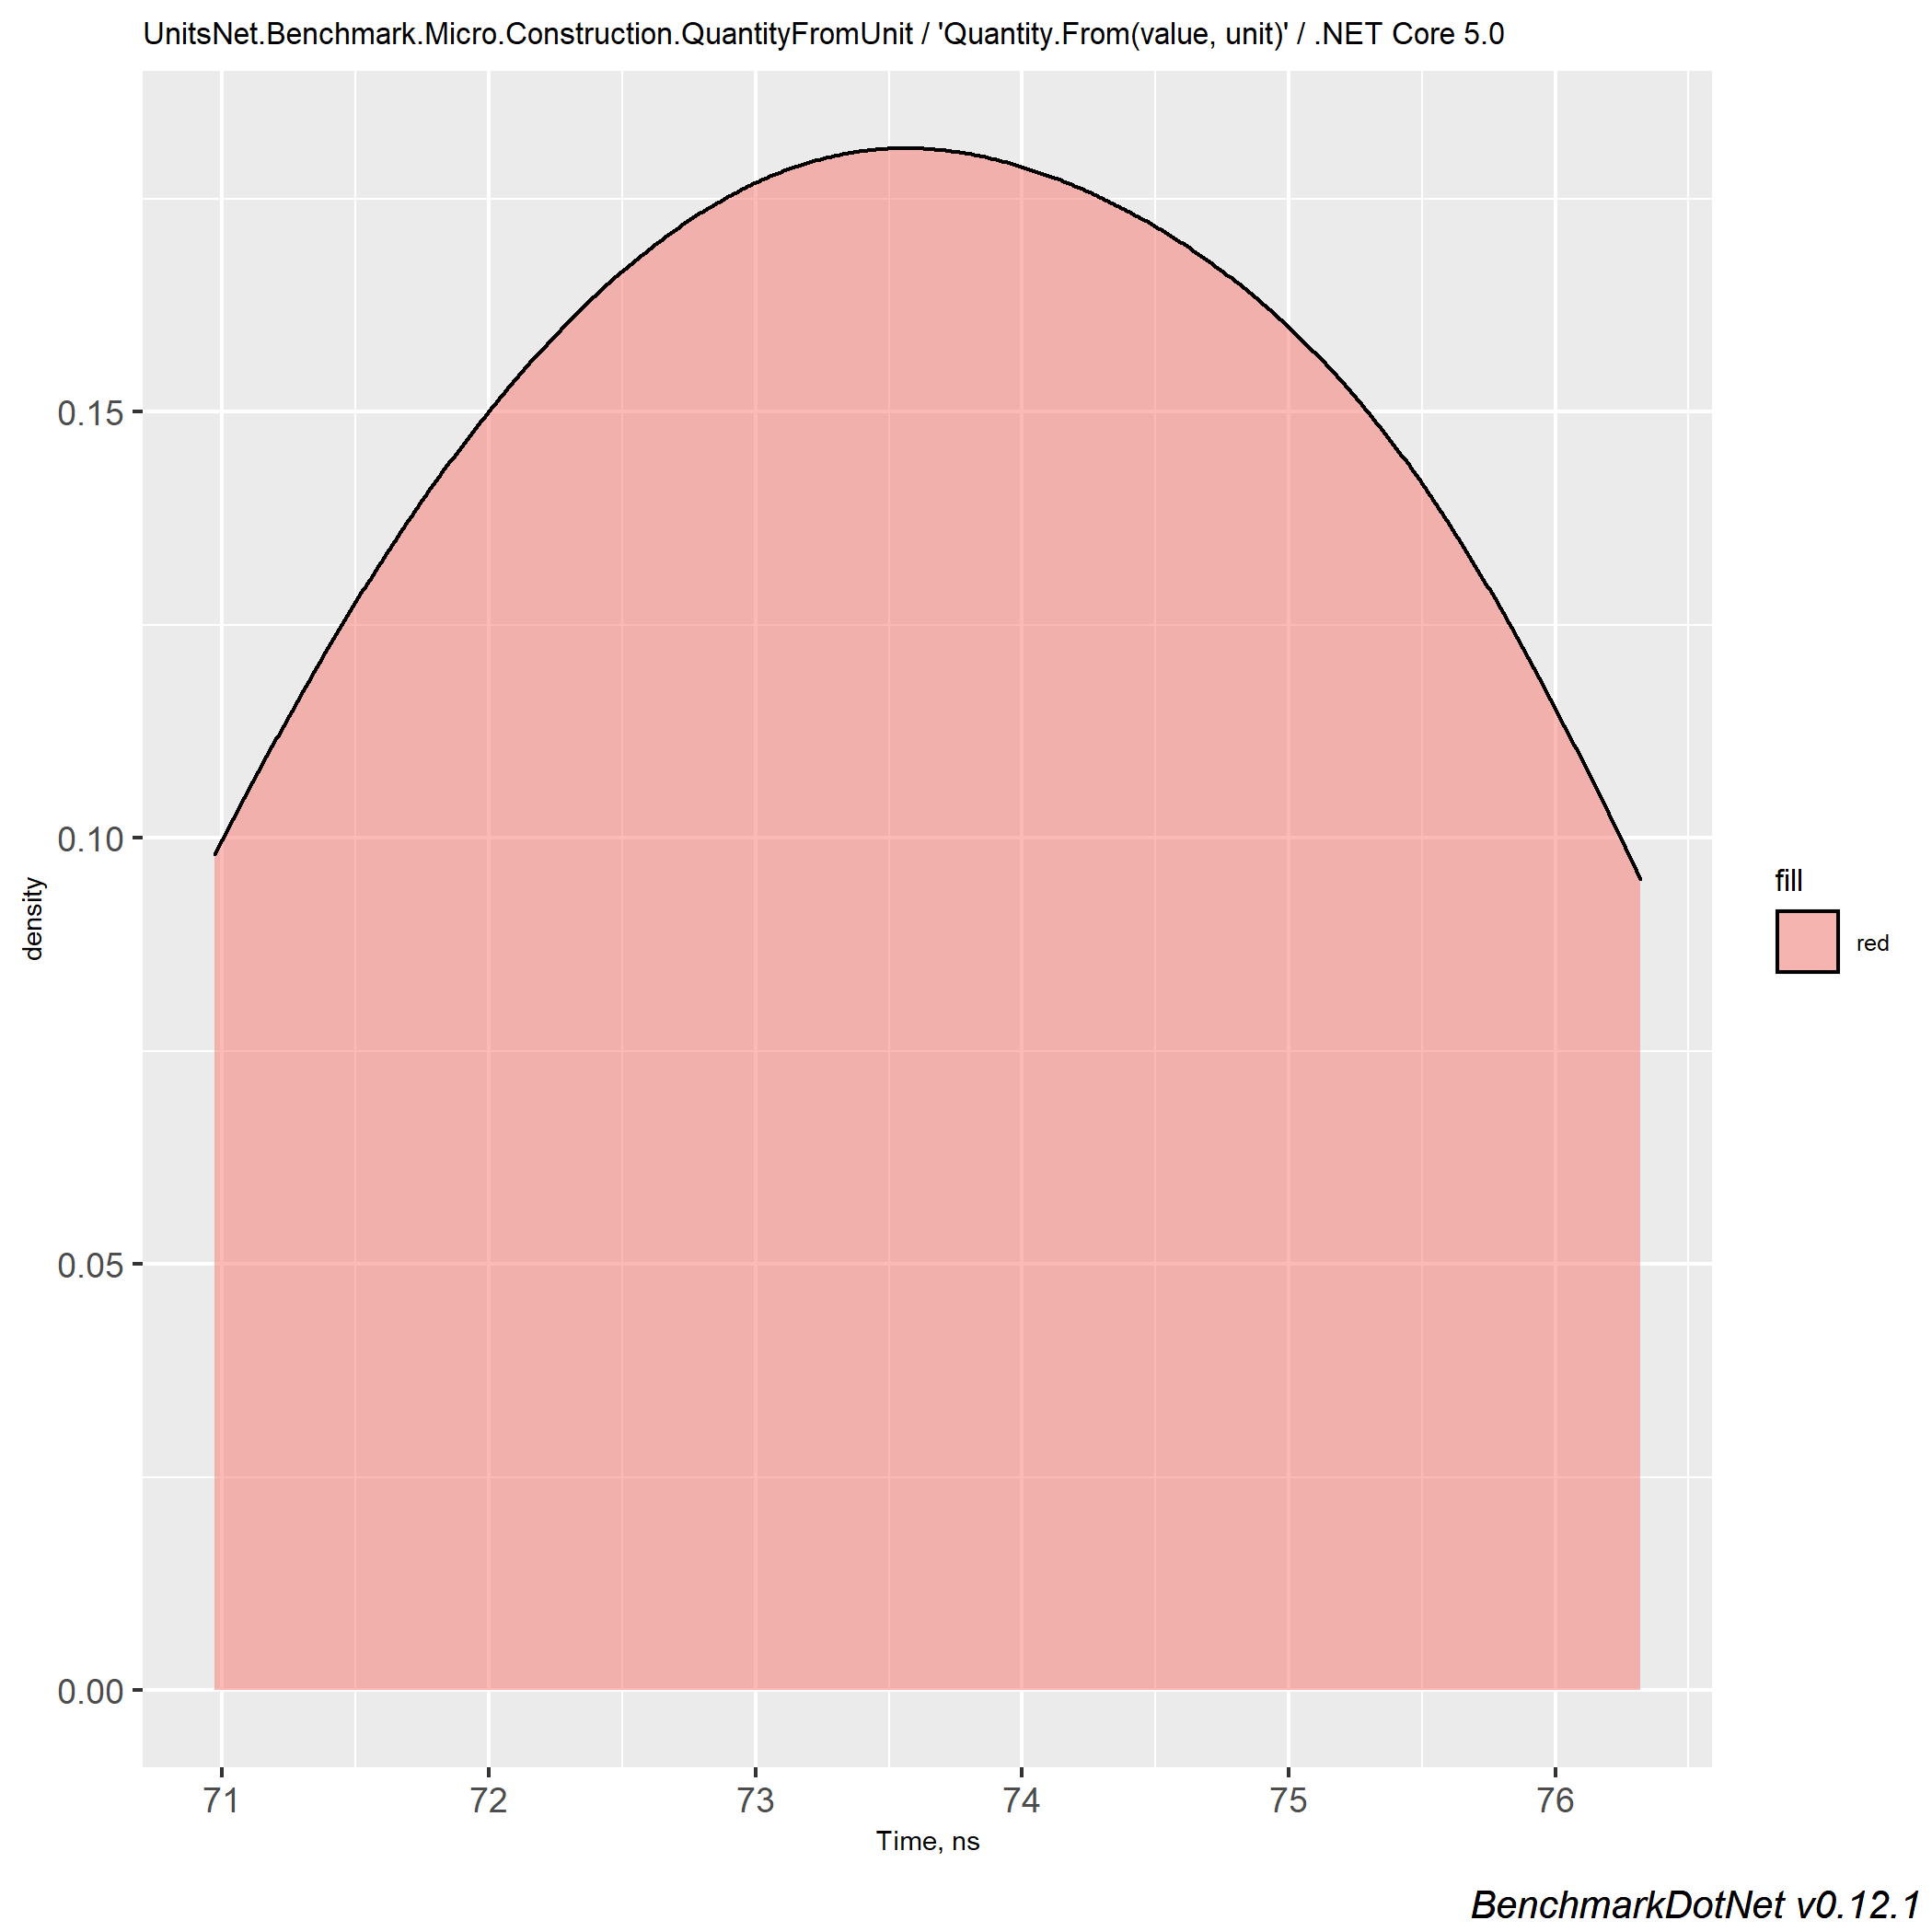 UnitsNet.Benchmark.Micro.Construction.QuantityFromUnit / 'Quantity.From(value, unit)' / .NET Core 5.0
0.15
0.10
0.05
0.00
density
71 72 73 74 75 76
Time, ns
fill
red
BenchmarkDotNet v0.12.1